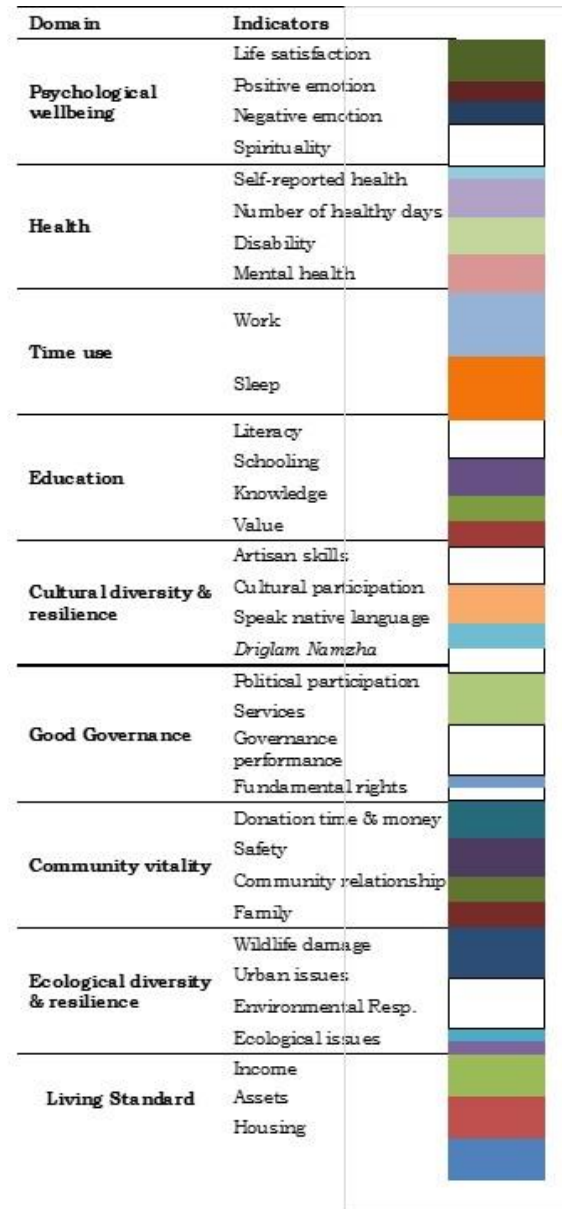 Domain Indicators
Psychological
wellbeing
Life satisfaction
Positive emotion
Negative emotion
Spirituality
Health
Self-reported health
Number of healthy days
Disability
Mental health
Time use
Work
Sleep
Education
Literacy
Schooling
Knowledge
Value
Cultural diversity &
resilience
Artisan skills
Cultural participation
Speak native language
Driglam Namzha
Good Governance
Political participation
Services
Governance
performance
Fundamental rights
Community vitality
Donation time & money
Safety
Community relationship
Family
Ecological diversity
& resilience
Wildlife damage
Urban issues
Environmental Resp.
Ecological issues
Living Standard
Income
Assets
Housing